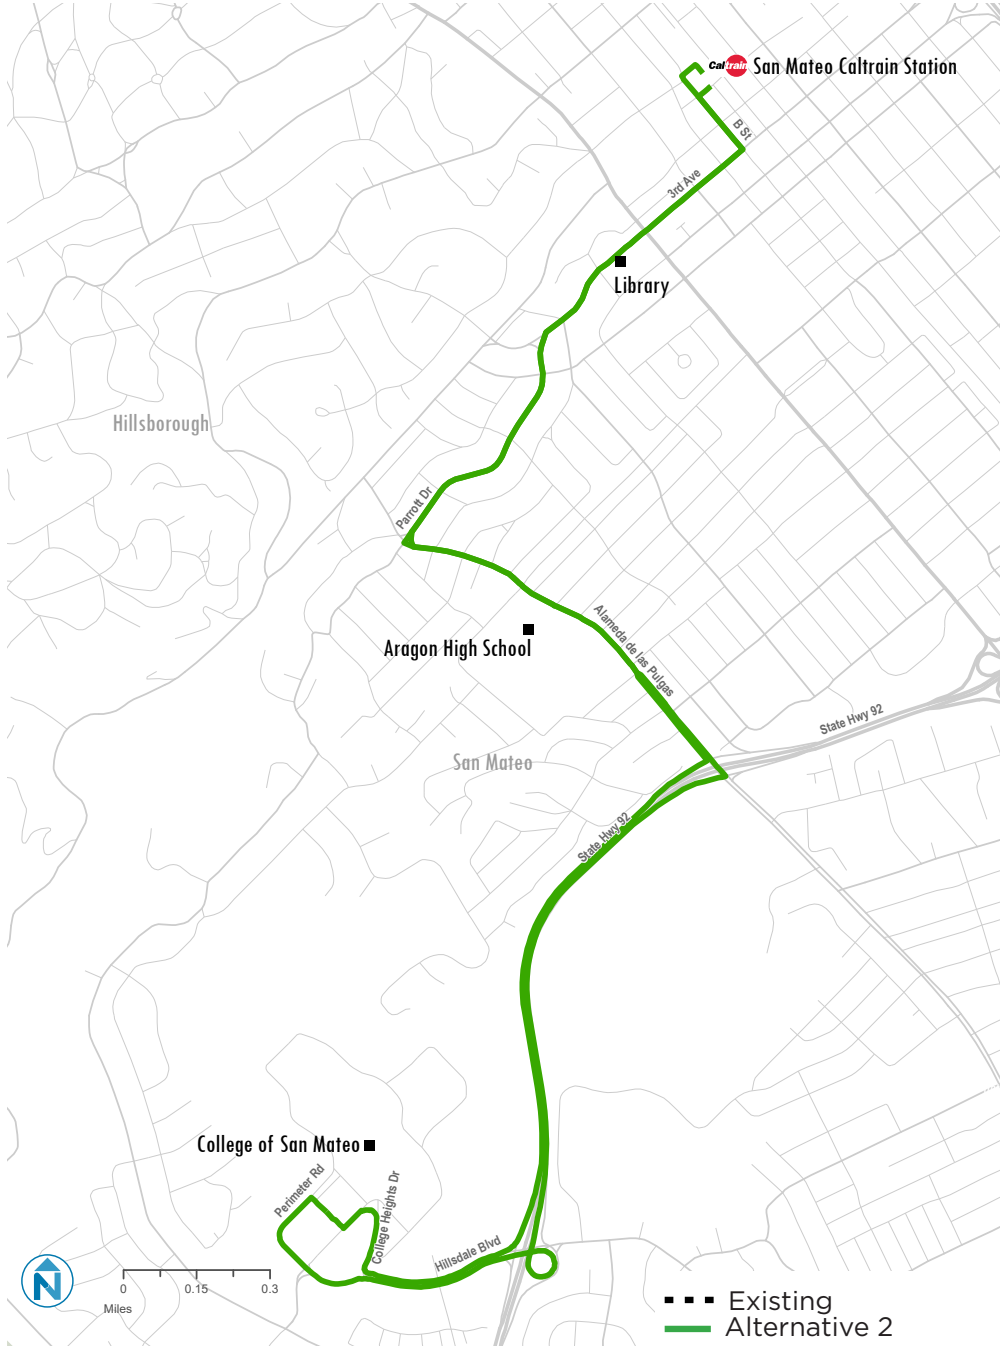 Caltrain San Mateo Caltrain Station
B St
3rd Ave
Library
Hillsborough
Parrott Dr
Alameda de las Pulgas
Aragon High School
State Hwy 92
San Mateo
State Hwy 92
College of San Mateo
Perimeter Rd
College Heights Dr
Hillsdale Blvd
N
0 0.15 0.3
Miles
Existing
Alternative 2